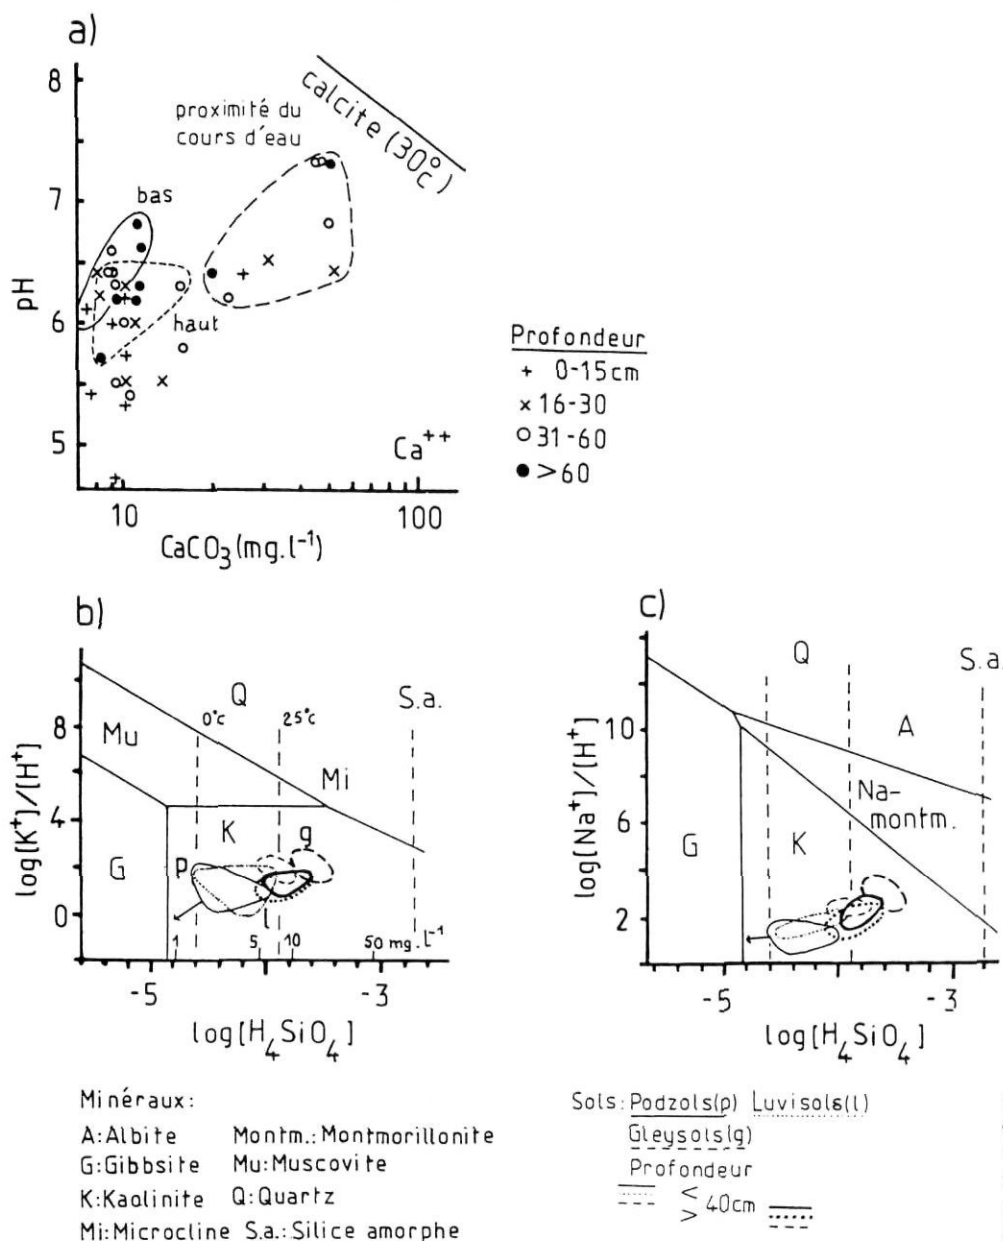 a)
8
7
6
5
pH
calcite (30°c)
proximité du
cours d'eau
bas
haut
Ca++
10
100
CaCO3 (mg.l-1)
Profondeur
+ 0-15cm
× 16-30
○ 31-60
● >60
b)
8
4
0
log[K+]/[H+]
Q
0°c
25°c
S.a.
Mu
Mi
K
g
p
G
l
1
5
10
50 mg.l-1
-5
-3
log[H4SiO4]
c)
10
6
2
log[Na+]/[H+]
Q
S.a.
A
Na-
montm.
G
K
-5
-3
log[H4SiO4]
Minéraux:
A:Albite Montm.:Montmorillonite
G:Gibbsite Mu:Muscovite
K:Kaolinite Q:Quartz
Mi:Microcline S.a.:Silice amorphe
Sols: Podzols(p) Luvisols(l)
Gleysols(g)
Profondeur
<
> 40cm